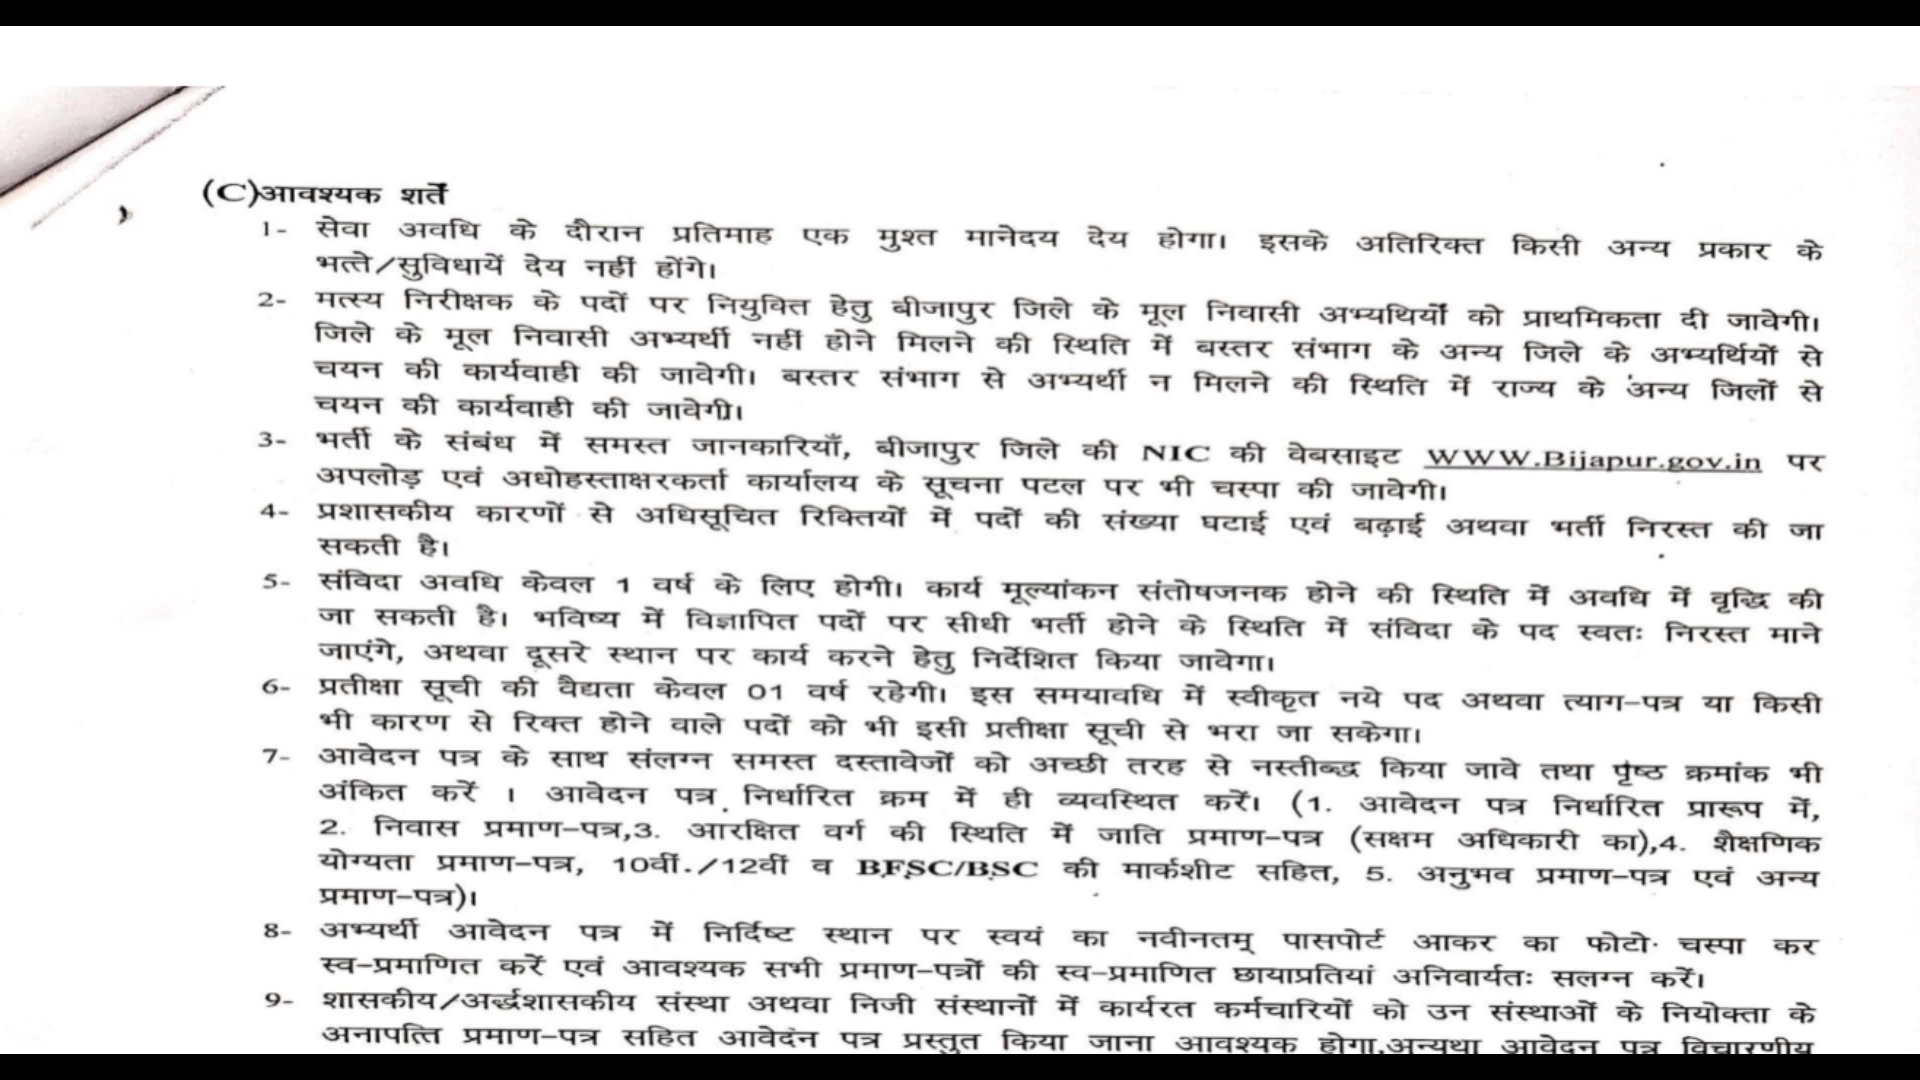 (C)आवश्यक शर्तें
1- सेवा अवधि के दौरान प्रतिमाह एक मुश्त मानेदय देय होगा। इसके अतिरिक्त किसी अन्य प्रकार के
भत्ते/सुविधायें देय नहीं होंगे।
2- मत्स्य निरीक्षक के पदों पर नियुक्ति हेतु बीजापुर जिले के मूल निवासी अभ्यथियों को प्राथमिकता दी जावेगी।
जिले के मूल निवासी अभ्यर्थी नहीं होने मिलने की स्थिति में बस्तर संभाग के अन्य जिले के अभ्यर्थियों से
चयन की कार्यवाही की जावेगी। बस्तर संभाग से अभ्यर्थी न मिलने की स्थिति में राज्य के अन्य जिलों से
चयन की कार्यवाही की जावेगी।
3- भर्ती के संबंध में समस्त जानकारियाँ, बीजापुर जिले की NIC की वेबसाइट WWW.Bijapur.gov.in पर
अपलोड़ एवं अधोहस्ताक्षरकर्ता कार्यालय के सूचना पटल पर भी चस्पा की जावेगी।
4- प्रशासकीय कारणों से अधिसूचित रिक्तियों में पदों की संख्या घटाई एवं बढ़ाई अथवा भर्ती निरस्त की जा
सकती है।
5- संविदा अवधि केवल 1 वर्ष के लिए होगी। कार्य मूल्यांकन संतोषजनक होने की स्थिति में अवधि में वृद्धि की
जा सकती है। भविष्य में विज्ञापित पदों पर सीधी भर्ती होने के स्थिति में संविदा के पद स्वतः निरस्त माने
जाएंगे, अथवा दूसरे स्थान पर कार्य करने हेतु निर्देशित किया जावेगा।
6- प्रतीक्षा सूची की वैद्यता केवल 01 वर्ष रहेगी। इस समयावधि में स्वीकृत नये पद अथवा त्याग-पत्र या किसी
भी कारण से रिक्त होने वाले पदों को भी इसी प्रतीक्षा सूची से भरा जा सकेगा।
7- आवेदन पत्र के साथ संलग्न समस्त दस्तावेजों को अच्छी तरह से नस्तीब्द्ध किया जावे तथा पृष्ठ क्रमांक भी
अंकित करें । आवेदन पत्र निर्धारित क्रम में ही व्यवस्थित करें। (1. आवेदन पत्र निर्धारित प्रारूप में,
2. निवास प्रमाण-पत्र,3. आरक्षित वर्ग की स्थिति में जाति प्रमाण-पत्र (सक्षम अधिकारी का),4. शैक्षणिक
योग्यता प्रमाण-पत्र, 10वीं./12वीं व BFSC/BSC की मार्कशीट सहित, 5. अनुभव प्रमाण-पत्र एवं अन्य
प्रमाण-पत्र)।
8- अभ्यर्थी आवेदन पत्र में निर्दिष्ट स्थान पर स्वयं का नवीनतम् पासपोर्ट आकर का फोटो चस्पा कर
स्व-प्रमाणित करें एवं आवश्यक सभी प्रमाण-पत्रों की स्व-प्रमाणित छायाप्रतियां अनिवार्यतः सलग्न करें।
9- शासकीय/अर्द्धशासकीय संस्था अथवा निजी संस्थानों में कार्यरत कर्मचारियों को उन संस्थाओं के नियोक्ता के
अनापत्ति प्रमाण-पत्र सहित आवेदन पत्र प्रस्तुत किया जाना आवश्यक होगा,अन्यथा आवेदन पत्र विचारणीय